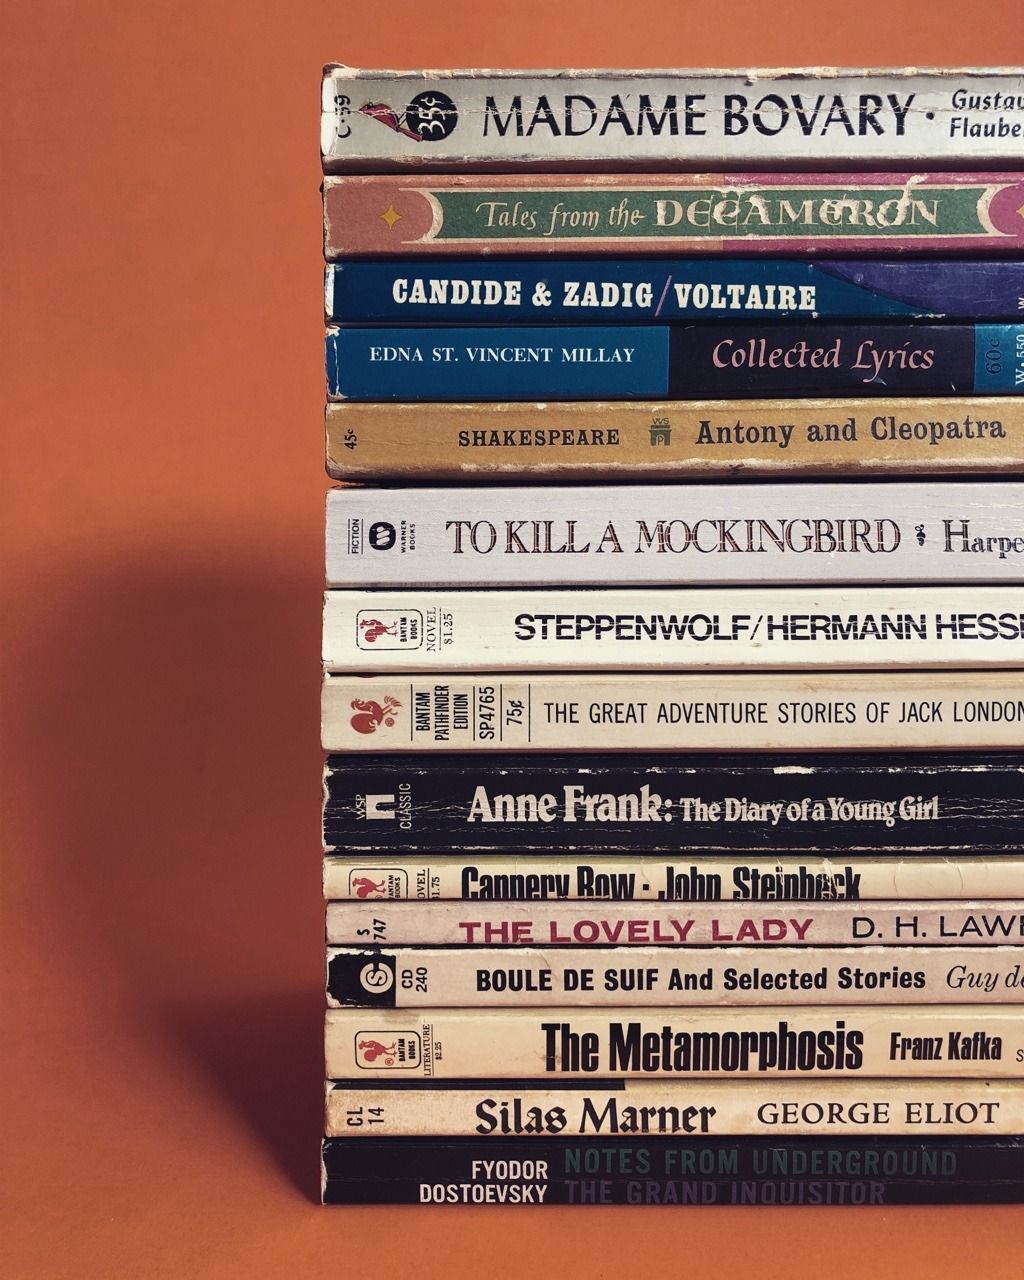 C-59
35¢
MADAME BOVARY · Gustav
Flauber
Tales from the DECAMERON
CANDIDE & ZADIG/VOLTAIRE
W
EDNA ST. VINCENT MILLAY Collected Lyrics 60¢ W·550
45¢ SHAKESPEARE WS P Antony and Cleopatra
FICTION WARNER BOOKS TO KILL A MOCKINGBIRD Harpe
BANTAM BOOKS NOVEL $1.25 STEPPENWOLF/HERMANN HESS
BANTAM PATHFINDER EDITION SP4765 75¢ THE GREAT ADVENTURE STORIES OF JACK LONDON
WSP CLASSIC Anne Frank: The Diary of a Young Girl
BANTAM BOOKS NOVEL 1.75 Cannery Row · John Steinbeck
S 747 THE LOVELY LADY D. H. LAWR
S CD 240 BOULE DE SUIF And Selected Stories Guy de
BANTAM BOOKS LITERATURE $2.25 The Metamorphosis Franz Kafka S
CL 14 Silas Marner GEORGE ELIOT
FYODOR NOTES FROM UNDERGROUND
DOSTOEVSKY THE GRAND INQUISITOR